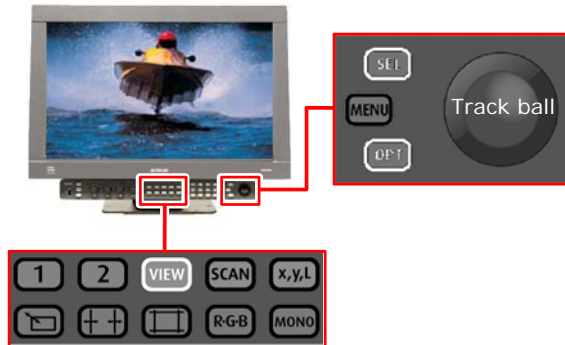 SEL
MENU
Track ball
OPT
1 2 VIEW SCAN x,y,L
R·G·B MONO